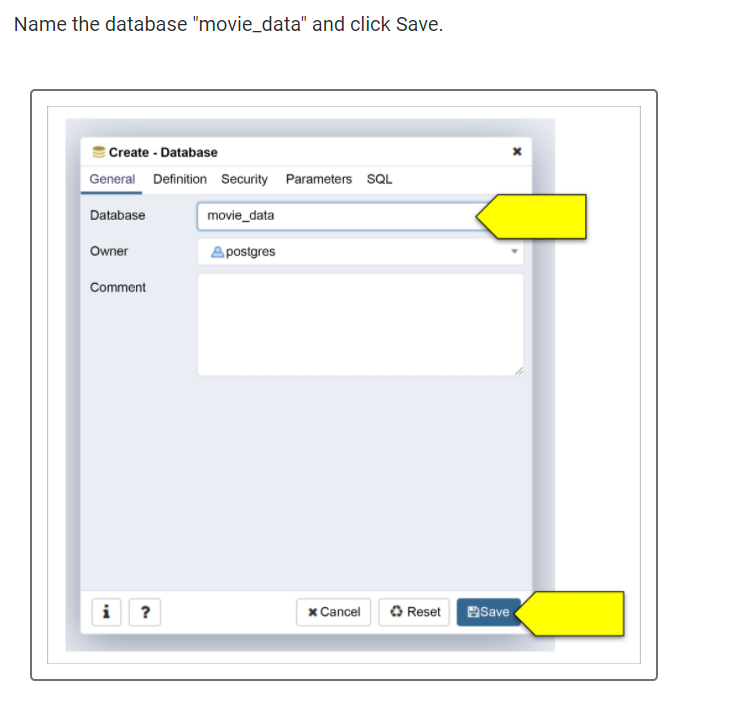 Name the database "movie_data" and click Save.
Create - Database
General Definition Security Parameters SQL
Database movie_data
Owner postgres
Comment
i ? Cancel Reset Save